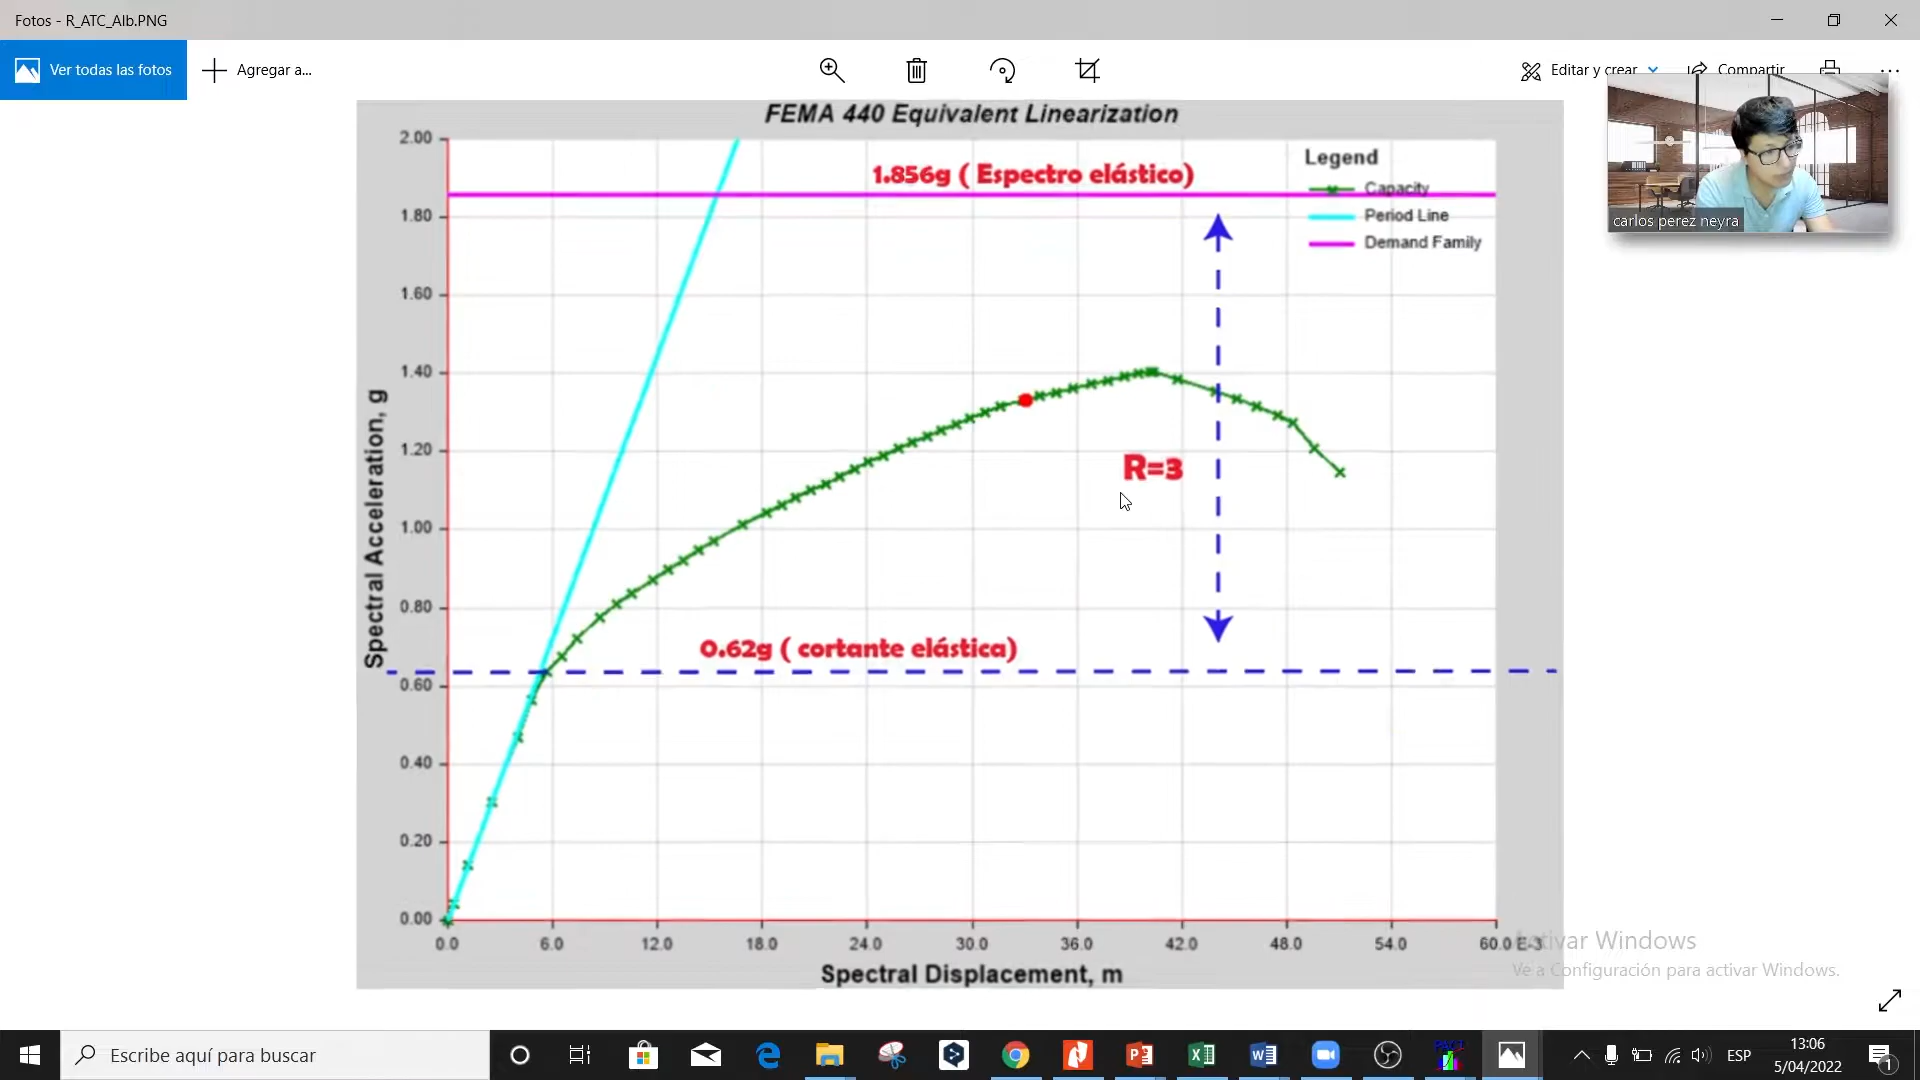 Fotos - R_ATC_Alb.PNG
Ver todas las fotos
Agregar a...
Editar y crear
Compartir
carlos perez neyra
FEMA 440 Equivalent Linearization
2.00
1.80
1.60
1.40
1.20
1.00
0.80
0.60
0.40
0.20
0.00
Spectral Acceleration, g
1.856g ( Espectro elástico)
Legend
Capacity
Period Line
Demand Family
R=3
0.62g ( cortante elástica)
0.0 6.0 12.0 18.0 24.0 30.0 36.0 42.0 48.0 54.0 60.0 E-3
Spectral Displacement, m
Activar Windows
Ve a Configuración para activar Windows.
Escribe aquí para buscar
PACT
ESP
13:06
5/04/2022
1